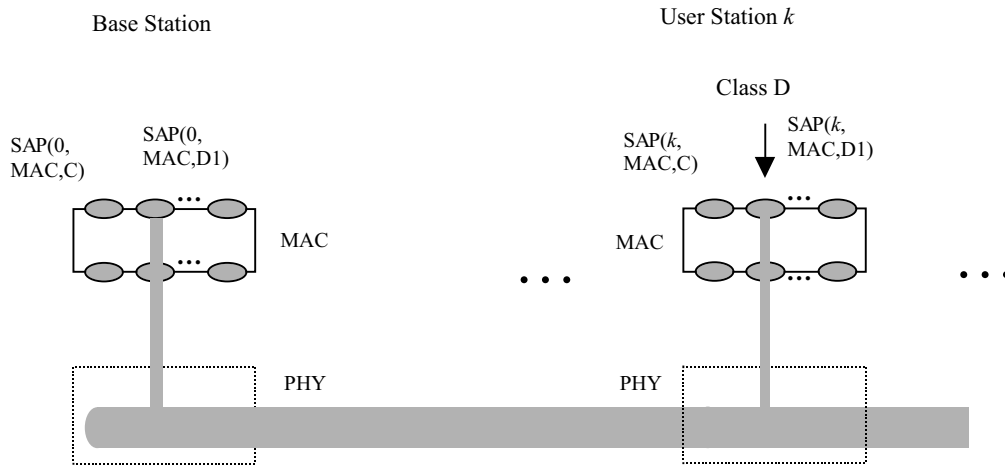 Base Station
User Station k
Class D
SAP(0,
MAC,C)
SAP(0,
MAC,D1)
SAP(k,
MAC,C)
SAP(k,
MAC,D1)
...
...
MAC
MAC
...
...
... 
...
PHY
PHY